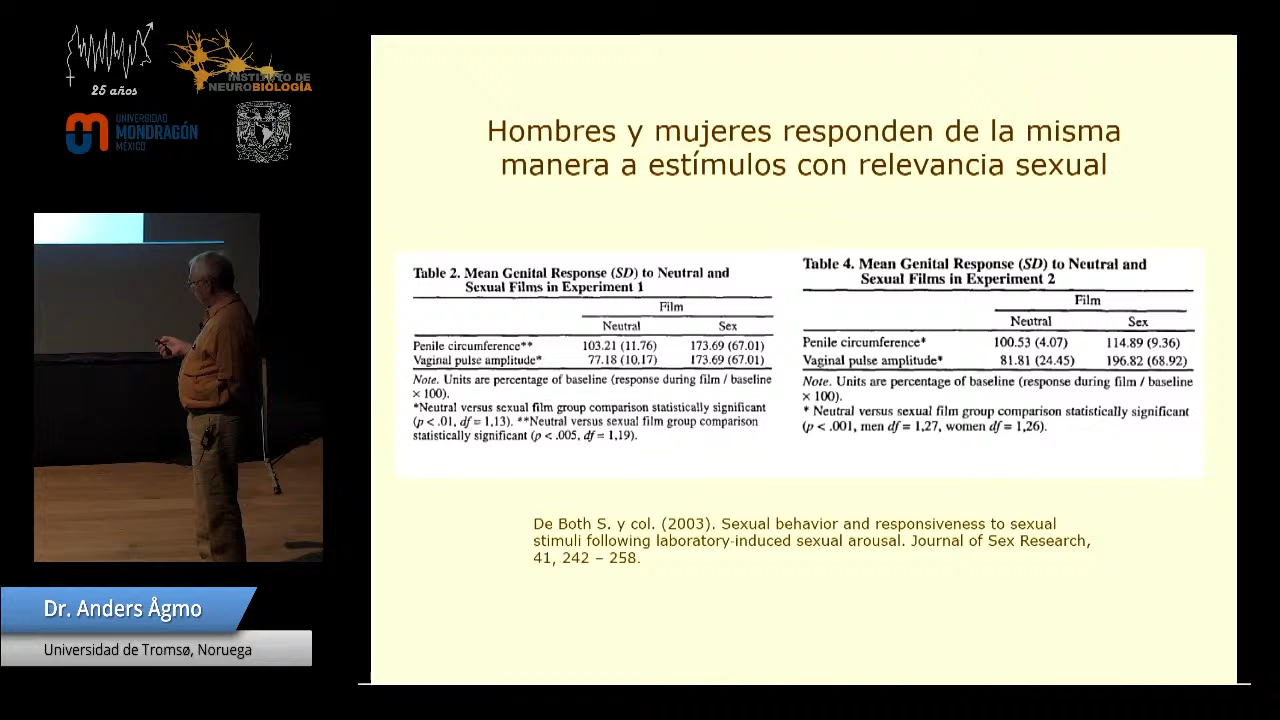 25 años
INSTITUTO DE
NEUROBIOLOGÍA
UNIVERSIDAD
MONDRAGÓN
MÉXICO
Hombres y mujeres responden de la misma
manera a estímulos con relevancia sexual
Table 2. Mean Genital Response (SD) to Neutral and
Sexual Films in Experiment 1
Film
Neutral Sex
Penile circumference** 103.21 (11.76) 173.69 (67.01)
Vaginal pulse amplitude* 77.18 (10.17) 173.69 (67.01)
Note. Units are percentage of baseline (response during film / baseline
× 100).
*Neutral versus sexual film group comparison statistically significant
(p < .01, df = 1,13). **Neutral versus sexual film group comparison
statistically significant (p < .005, df = 1,19).
Table 4. Mean Genital Response (SD) to Neutral and
Sexual Films in Experiment 2
Film
Neutral Sex
Penile circumference* 100.53 (4.07) 114.89 (9.36)
Vaginal pulse amplitude* 81.81 (24.45) 196.82 (68.92)
Note. Units are percentage of baseline (response during film / baseline
× 100).
* Neutral versus sexual film group comparison statistically significant
(p < .001, men df = 1,27, women df = 1,26).
De Both S. y col. (2003). Sexual behavior and responsiveness to sexual
stimuli following laboratory-induced sexual arousal. Journal of Sex Research,
41, 242 – 258.
Dr. Anders Ågmo
Universidad de Tromsø, Noruega